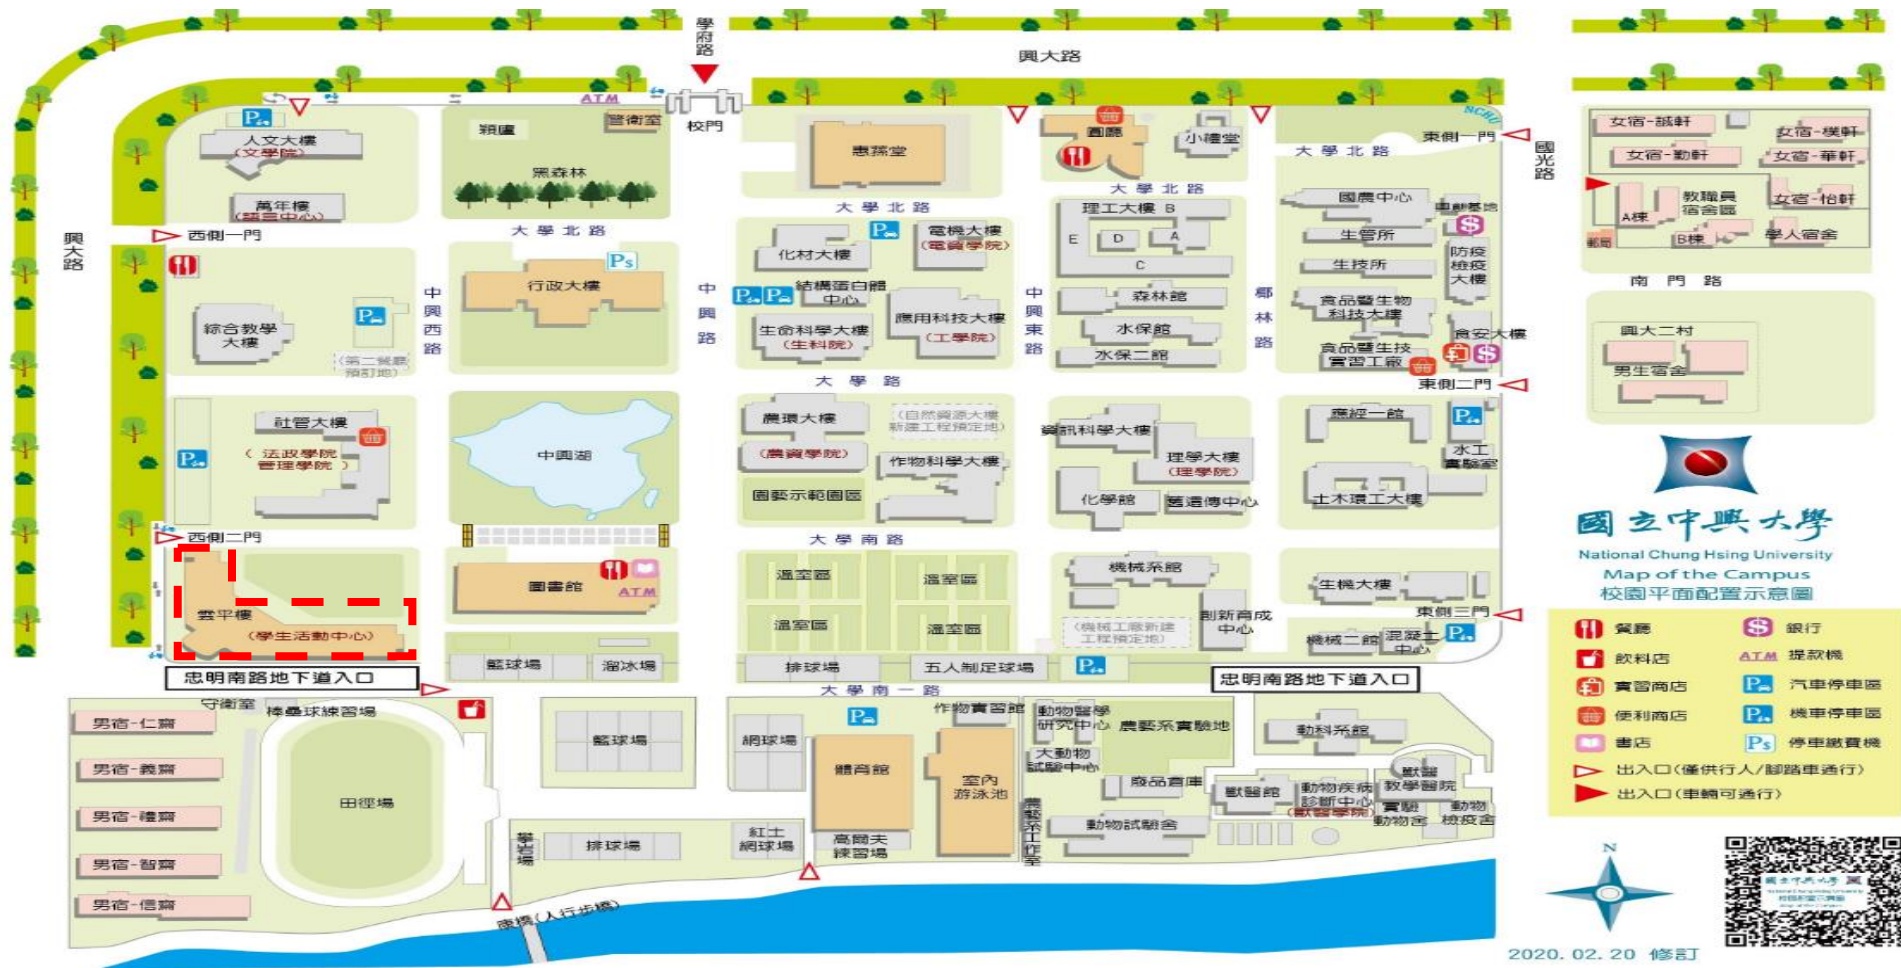 學府路
興大路
ATM
校門
警衛室
穎廬
黑森林
人文大樓
(文學院)
萬年樓
(語言中心)
惠蓀堂
圓廳
小禮堂
大學北路
NCHU
東側一門
國光路
女宿-誠軒
女宿-樸軒
女宿-勤軒
女宿-華軒
教職員
宿舍區
女宿-怡軒
A棟
B棟
學人宿舍
郵局
南門路
興大路
西側一門
大學北路
大學北路
大學北路
綜合教學
大樓
(第二餐廳
預訂地)
中興西路
行政大樓
中興路
化材大樓
電機大樓
(電資學院)
結構蛋白體
中心
生命科學大樓
(生科院)
應用科技大樓
(工學院)
中興東路
理工大樓 B
E
D
A
C
森林館
水保館
水保二館
椰林路
國農中心
生管所
生技所
防疫
檢疫
大樓
食品暨生物
科技大樓
食安大樓
食品暨生技
實習工廠
大學路
東側二門
興大二村
男生宿舍
社管大樓
(法政學院
管理學院)
中興湖
農環大樓
(農資學院)
(自然資源大樓
新建工程預定地)
作物科學大樓
園藝示範園區
資訊科學大樓
理學大樓
(理學院)
化學館
舊遺傳中心
應經一館
水工
實驗室
土木環工大樓
西側二門
大學南路
雲平樓
(學生活動中心)
圖書館
ATM
溫室區
溫室區
溫室區
溫室區
機械系館
(機械工廠新建
工程預定地)
創新育成
中心
生機大樓
東側三門
機械二館
混凝土
中心
籃球場
溜冰場
排球場
五人制足球場
忠明南路地下道入口
大學南一路
忠明南路地下道入口
守衛室
棒壘球練習場
男宿-仁齋
男宿-義齋
男宿-禮齋
男宿-智齋
男宿-信齋
田徑場
籃球場
網球場
體育館
作物實習館
室內
游泳池
動物醫學
研究中心
農藝系實驗地
大動物
試驗中心
廢品倉庫
動科系館
獸醫館
動物疾病
診斷中心
(獸醫學院)
獸醫
教學醫院
實驗
動物舍
動物
檢疫舍
動物試驗舍
農藝系工作室
攀岩場
排球場
紅土
網球場
高爾夫
練習場
康橋(人行步橋)
國立中興大學
National Chung Hsing University
Map of the Campus
校園平面配置示意圖
餐廳
銀行
飲料店
ATM 提款機
實習商店
汽車停車區
便利商店
機車停車區
書店
Ps 停車繳費機
出入口(僅供行人/腳踏車通行)
出入口(車輛可通行)
N
2020.02.20 修訂